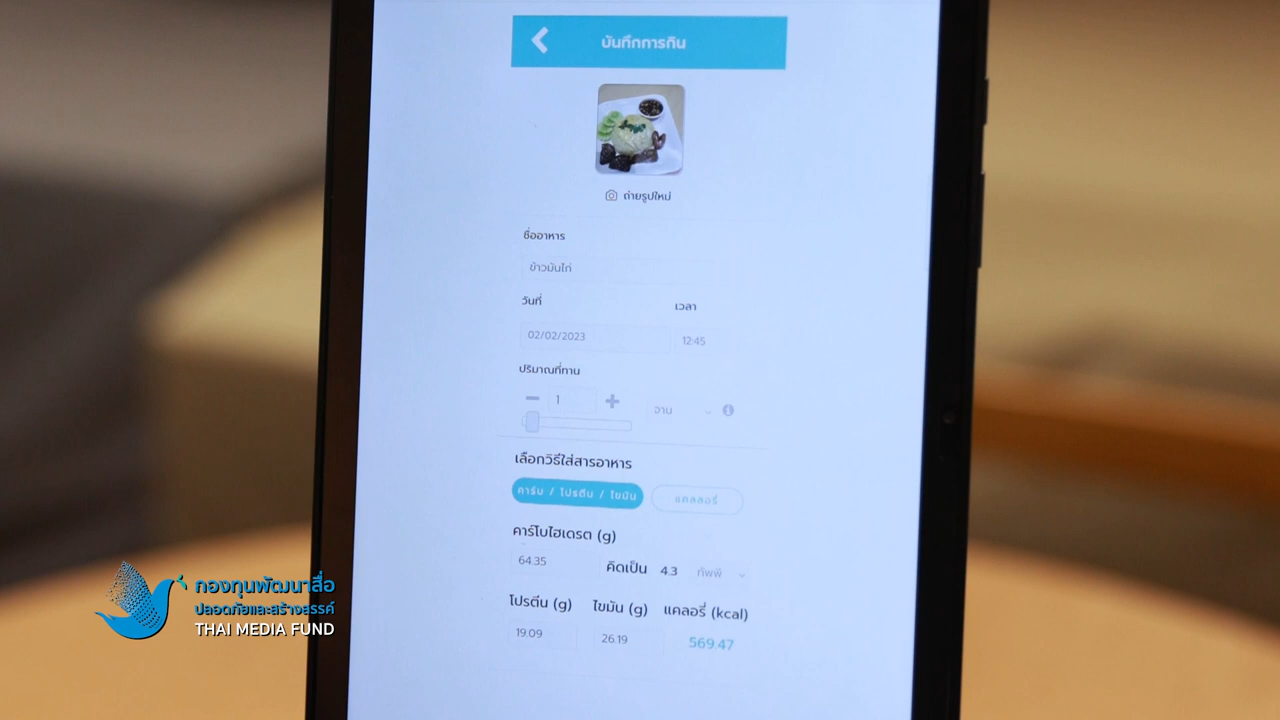 บันทึกการกิน
ถ่ายรูปใหม่
ชื่ออาหาร
ข้าวมันไก่
วันที่ เวลา
02/02/2023 12:45
ปริมาณที่ทาน
1 จาน
เลือกวิธีใส่สารอาหาร
คาร์บ / โปรตีน / ไขมัน แคลลอรี่
คาร์โบไฮเดรต (g)
64.35 คิดเป็น 4.3 ทัพพี
โปรตีน (g) ไขมัน (g) แคลอรี่ (kcal)
19.09 26.19 569.47
กองทุนพัฒนาสื่อ
ปลอดภัยและสร้างสรรค์
THAI MEDIA FUND